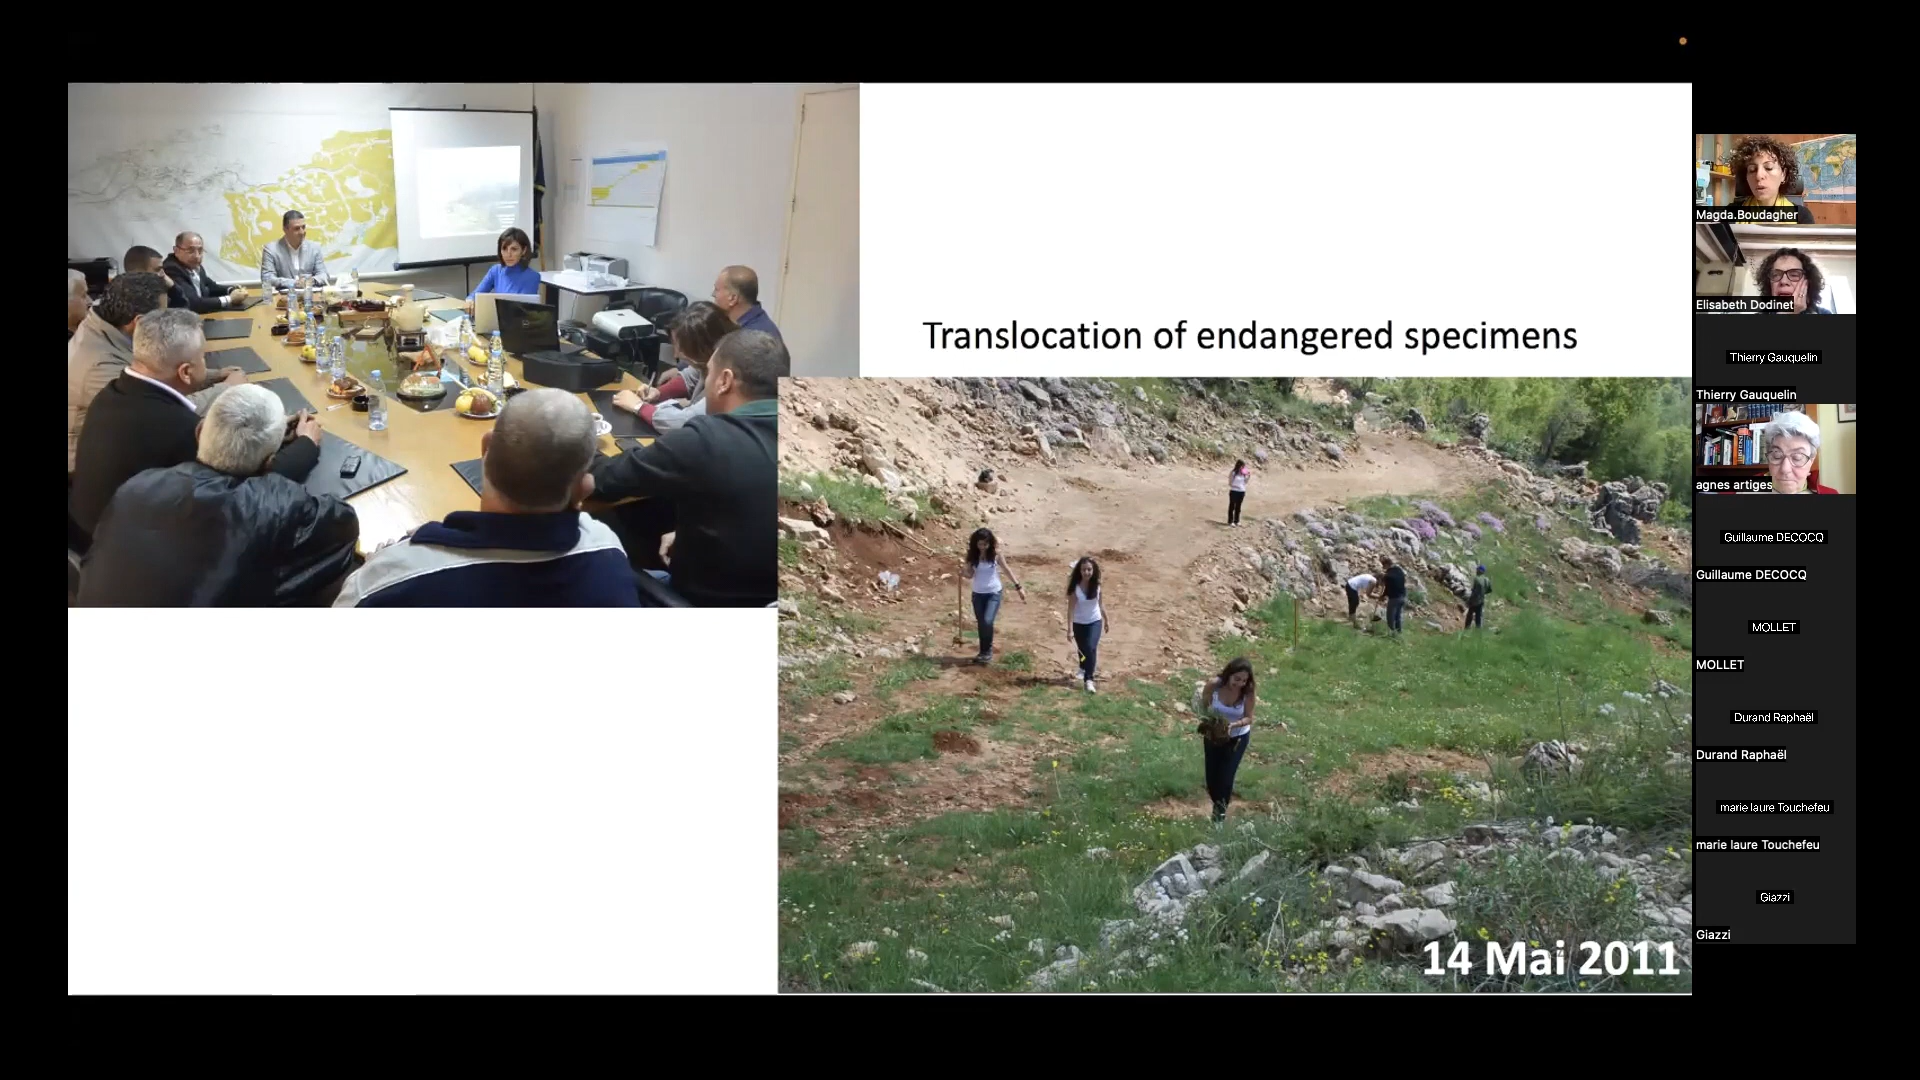 Translocation of endangered specimens
14 Mai 2011
Magda.Boudagher
Elisabeth Dodinet
Thierry Gauquelin
Thierry Gauquelin
agnes artiges
Guillaume DECOCQ
Guillaume DECOCQ
MOLLET
MOLLET
Durand Raphaël
Durand Raphaël
marie laure Touchefeu
marie laure Touchefeu
Giazzi
Giazzi